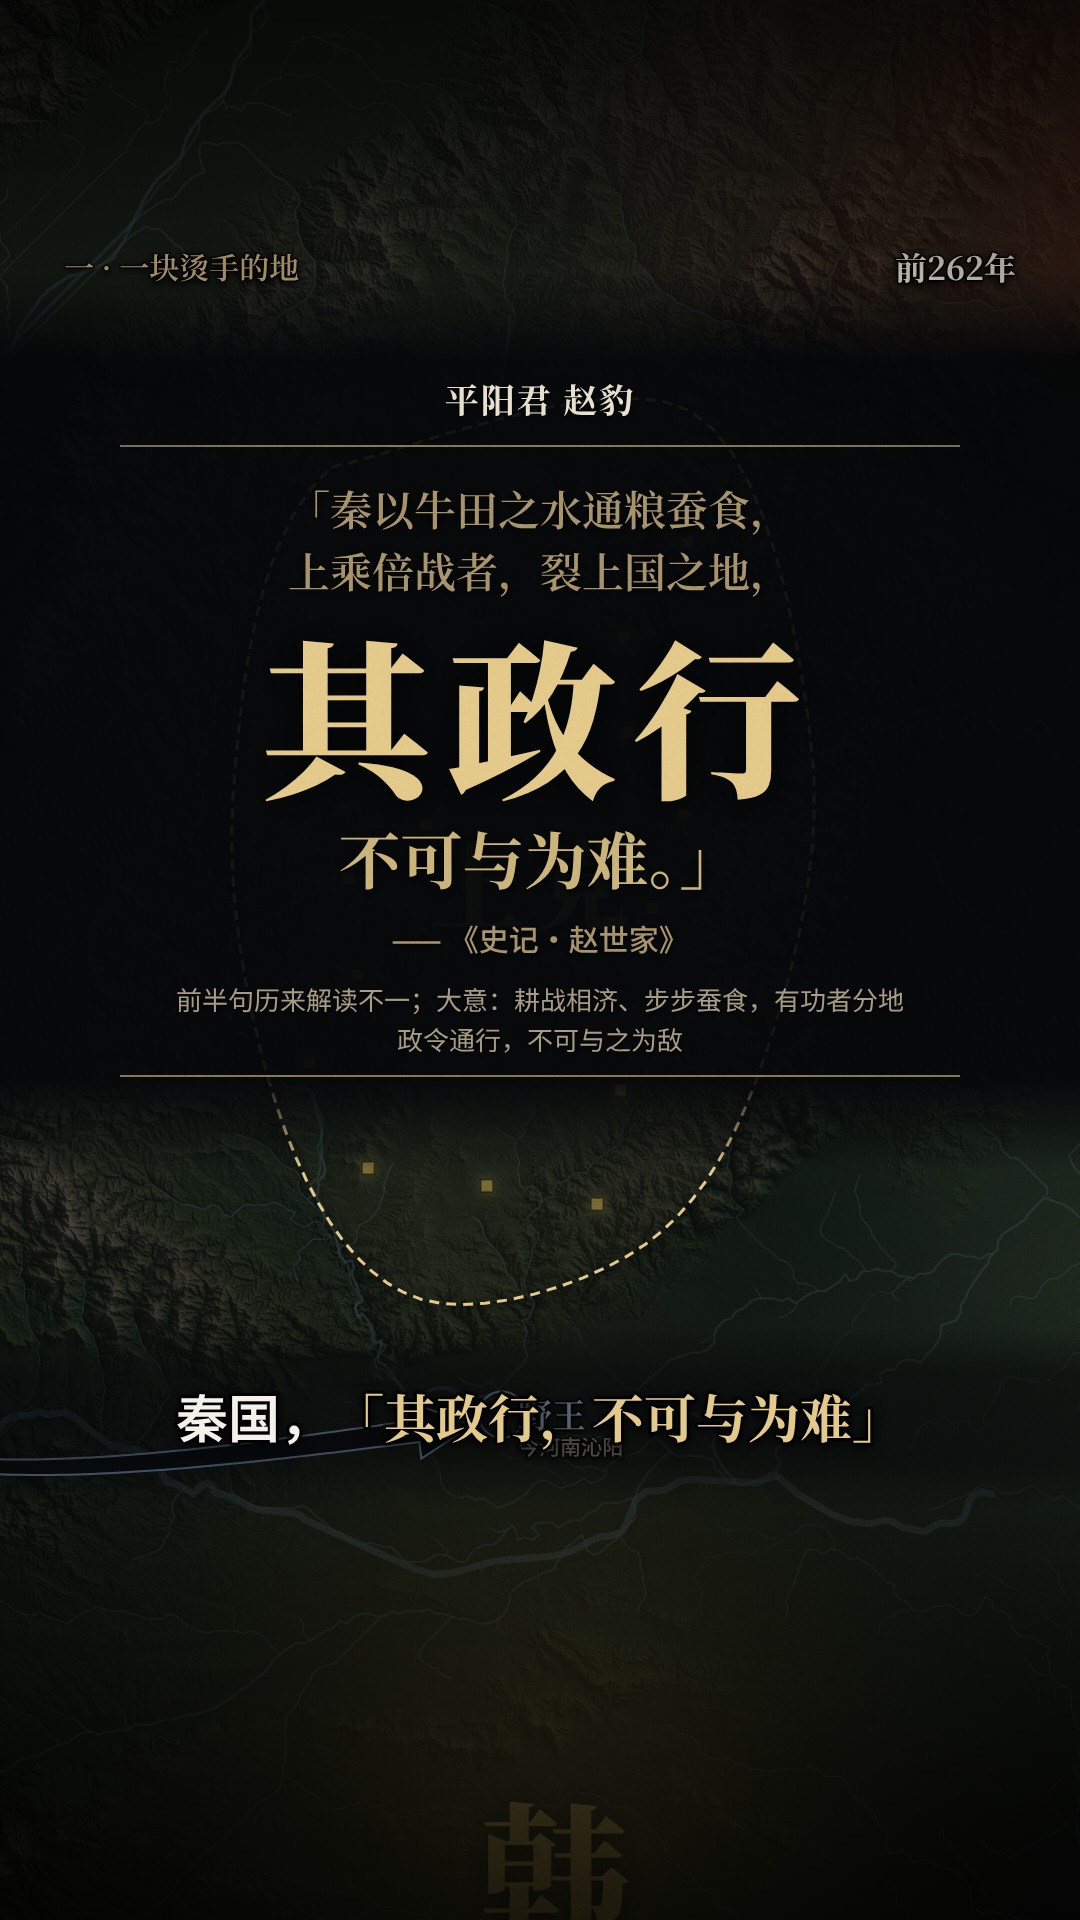 一·一块烫手的地
前262年
平阳君 赵豹
「秦以牛田之水通粮蚕食，
上乘倍战者，裂上国之地，
其政行
不可与为难。」
—— 《史记·赵世家》
前半句历来解读不一；大意：耕战相济、步步蚕食，有功者分地
政令通行，不可与之为敌
秦国，「其政行，不可与为难」
野王
今河南沁阳
韩